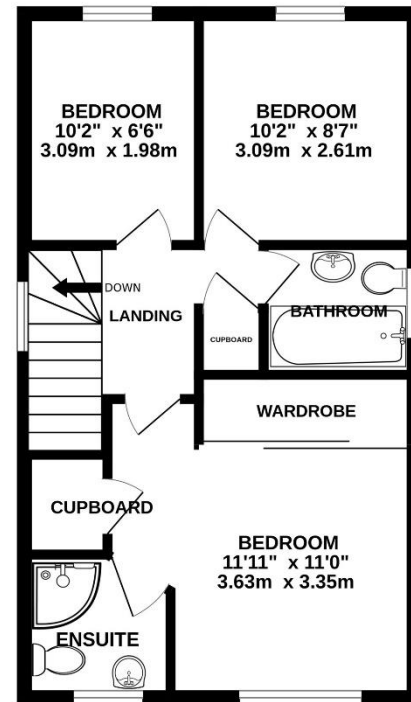 BEDROOM
10'2" x 6'6"
3.09m x 1.98m
BEDROOM
10'2" x 8'7"
3.09m x 2.61m
DOWN
LANDING
BATHROOM
CUPBOARD
WARDROBE
CUPBOARD
BEDROOM
11'11" x 11'0"
3.63m x 3.35m
ENSUITE